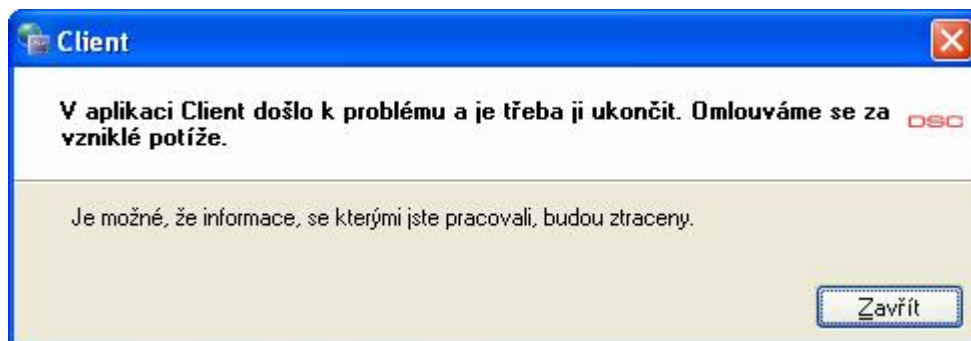 Client
V aplikaci Client došlo k problému a je třeba ji ukončit. Omlouváme se za
vzniklé potíže.
DSC
Je možné, že informace, se kterými jste pracovali, budou ztraceny.
Zavřít